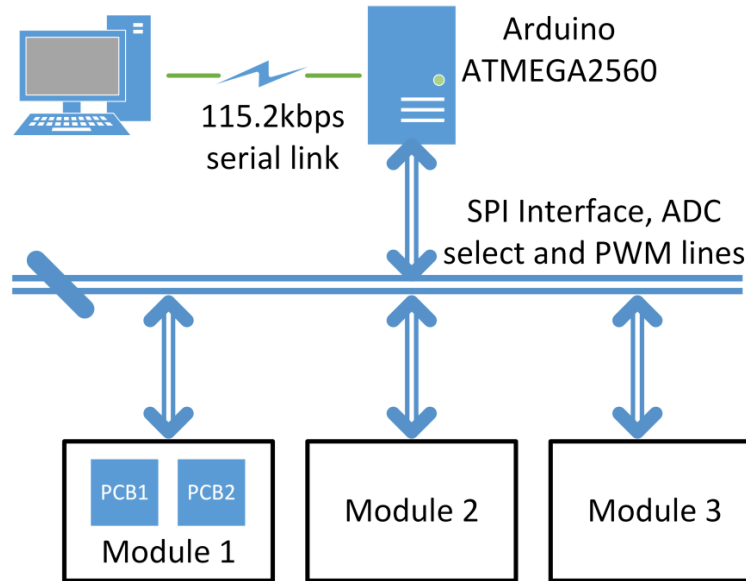 Arduino
ATMEGA2560
115.2kbps
serial link
SPI Interface, ADC
select and PWM lines
PCB1 PCB2
Module 1
Module 2
Module 3